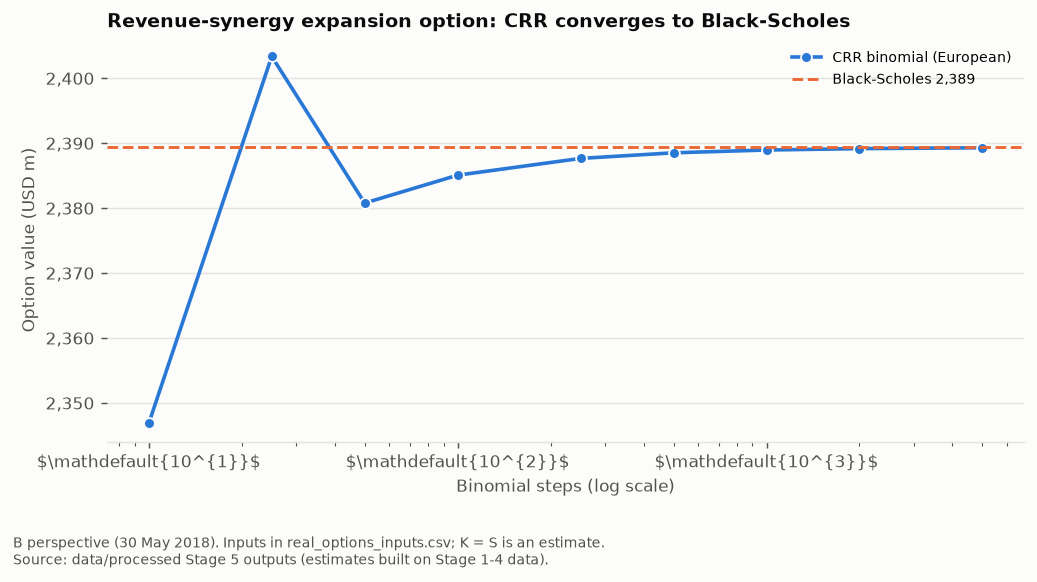 Revenue-synergy expansion option: CRR converges to Black-Scholes
CRR binomial (European)
Black-Scholes 2,389
2,400
2,390
2,380
2,370
2,360
2,350
Option value (USD m)
$\mathdefault{10^{1}}$ $\mathdefault{10^{2}}$ $\mathdefault{10^{3}}$
Binomial steps (log scale)
B perspective (30 May 2018). Inputs in real_options_inputs.csv; K = S is an estimate.
Source: data/processed Stage 5 outputs (estimates built on Stage 1-4 data).